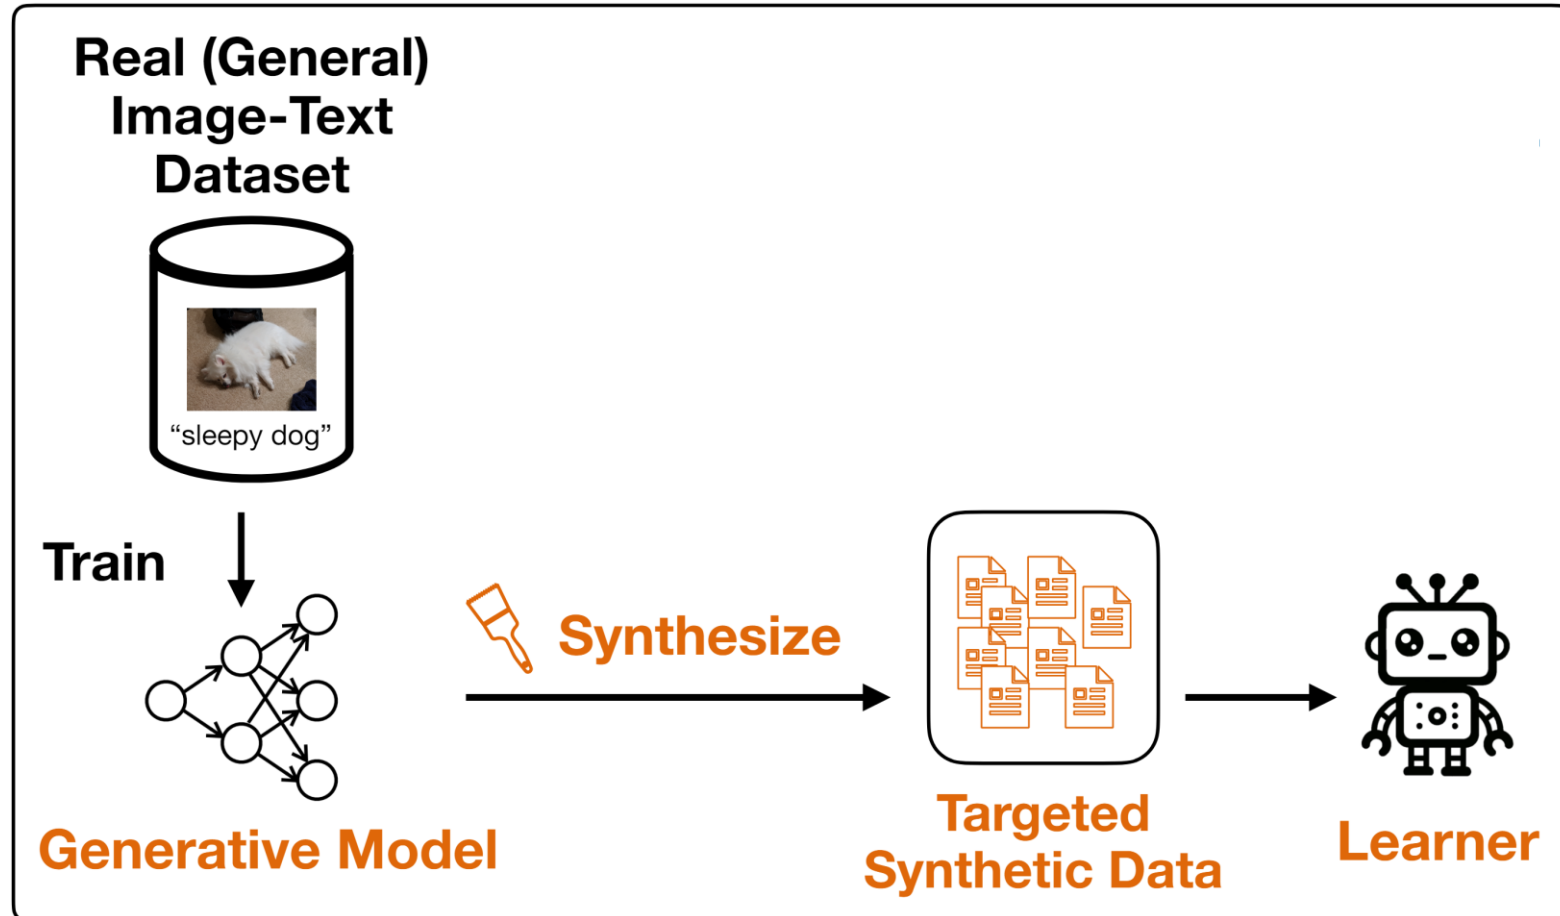 Real (General)
Image-Text
Dataset
“sleepy dog”
Train
Synthesize
Generative Model
Targeted
Synthetic Data
Learner